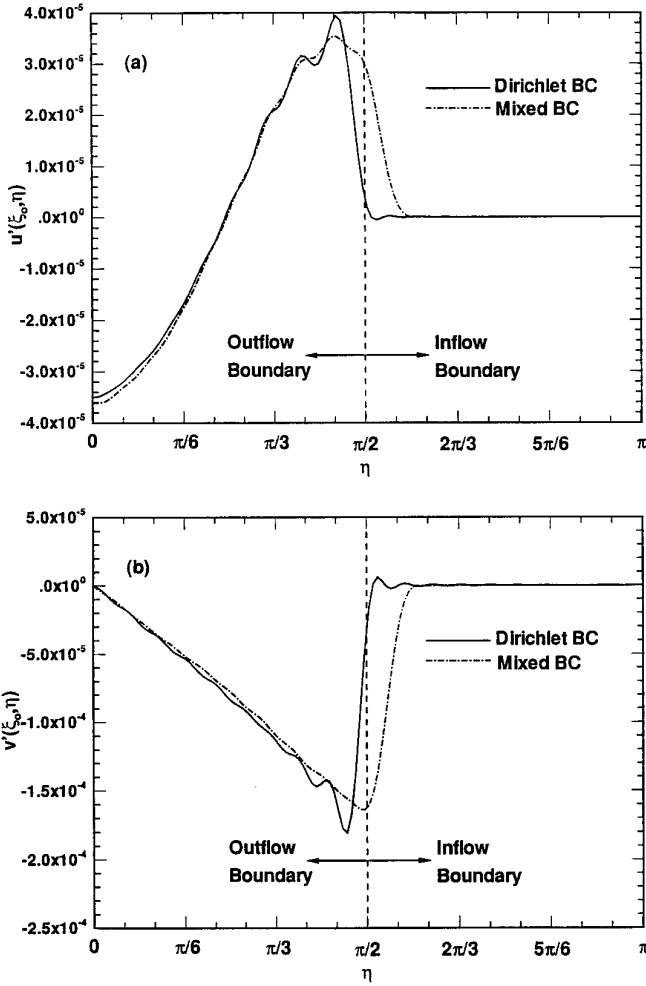 4.0x10⁻⁵
(a)
3.0x10⁻⁵
Dirichlet BC
Mixed BC
2.0x10⁻⁵
1.0x10⁻⁵
u'(ξₒ,η)
.0x10⁰
-1.0x10⁻⁵
-2.0x10⁻⁵
Outflow Inflow
Boundary Boundary
-3.0x10⁻⁵
-4.0x10⁻⁵
0 π/6 π/3 π/2 2π/3 5π/6 π
η
5.0x10⁻⁵
(b)
.0x10⁰
Dirichlet BC
Mixed BC
-5.0x10⁻⁵
v'(ξₒ,η)
-1.0x10⁻⁴
-1.5x10⁻⁴
Outflow Inflow
Boundary Boundary
-2.0x10⁻⁴
-2.5x10⁻⁴
0 π/6 π/3 π/2 2π/3 5π/6 π
η